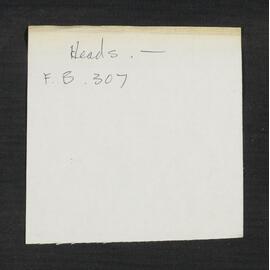 Heads. —
F. B. 307